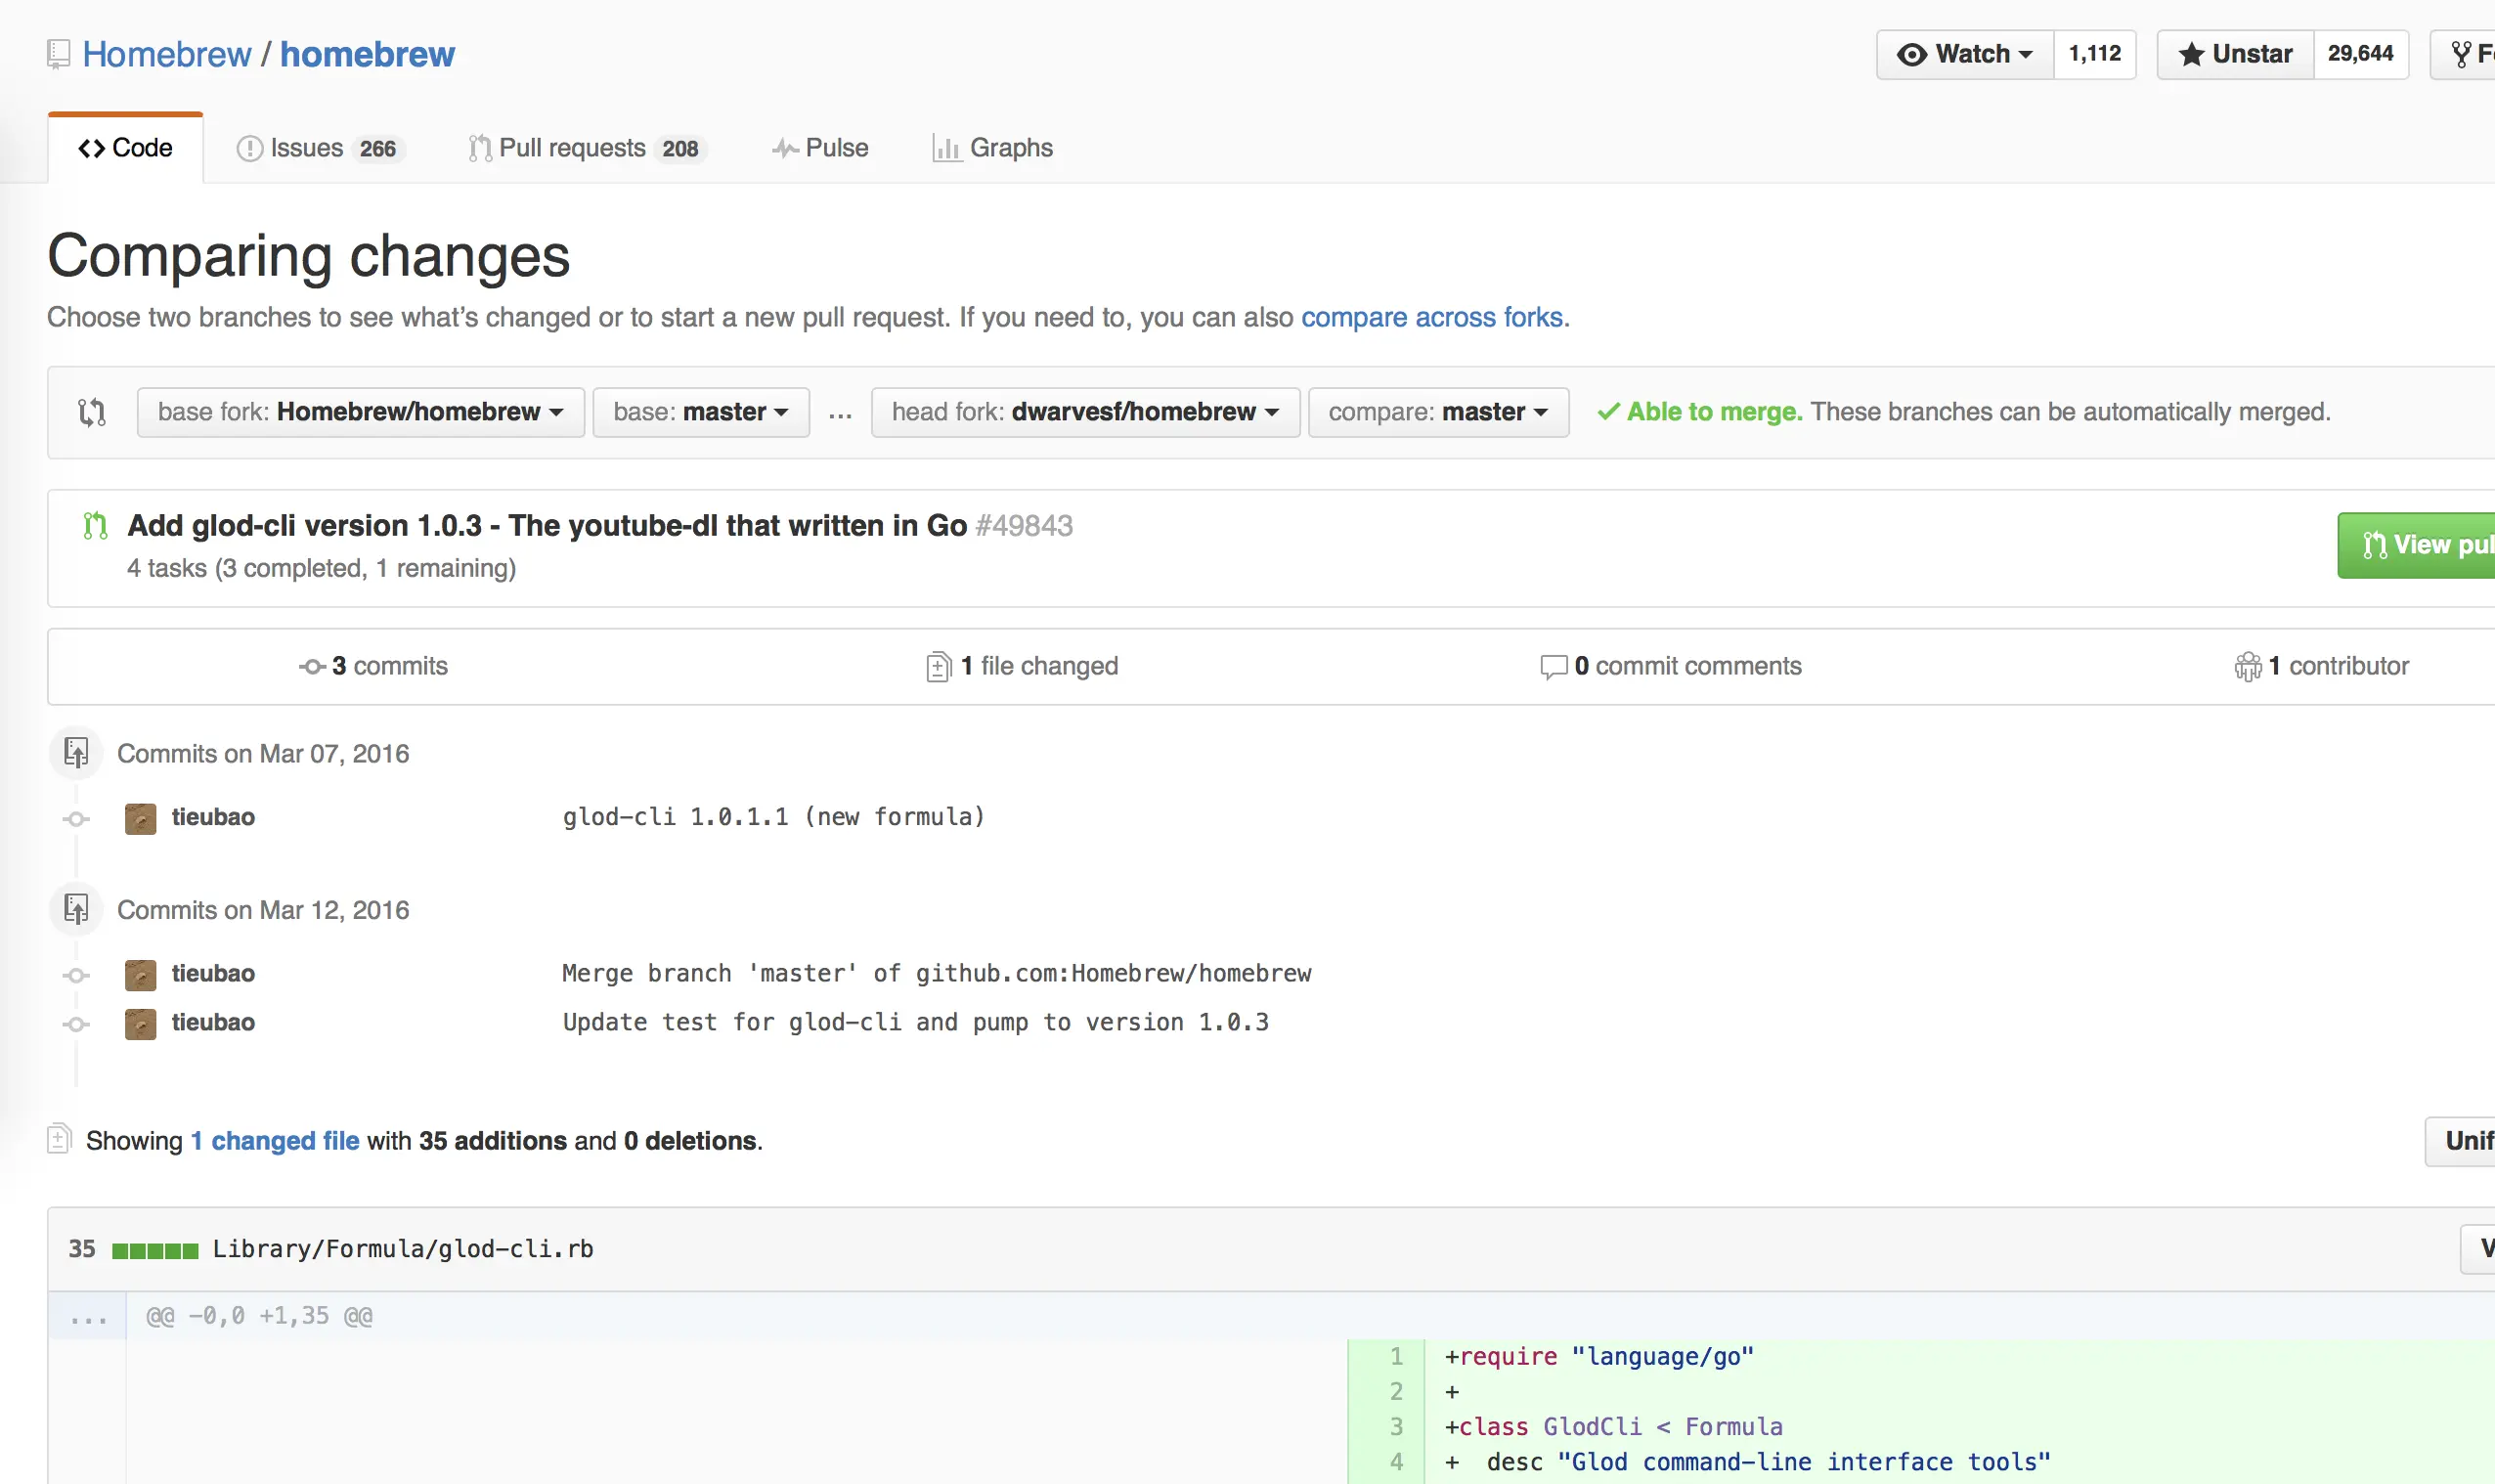 Homebrew / homebrew
Watch 1,112 Unstar 29,644
Code Issues 266 Pull requests 208 Pulse Graphs
Comparing changes
Choose two branches to see what’s changed or to start a new pull request. If you need to, you can also compare across forks.
base fork: Homebrew/homebrew base: master ... head fork: dwarvesf/homebrew compare: master Able to merge. These branches can be automatically merged.
Add glod-cli version 1.0.3 - The youtube-dl that written in Go #49843
View
4 tasks (3 completed, 1 remaining)
3 commits 1 file changed 0 commit comments 1 contributor
Commits on Mar 07, 2016
tieubao glod-cli 1.0.1.1 (new formula)
Commits on Mar 12, 2016
tieubao Merge branch 'master' of github.com:Homebrew/homebrew
tieubao Update test for glod-cli and pump to version 1.0.3
Showing 1 changed file with 35 additions and 0 deletions.
35 Library/Formula/glod-cli.rb
... @@ -0,0 +1,35 @@
1 +require "language/go"
2 +
3 +class GlodCli < Formula
4 + desc "Glod command-line interface tools"